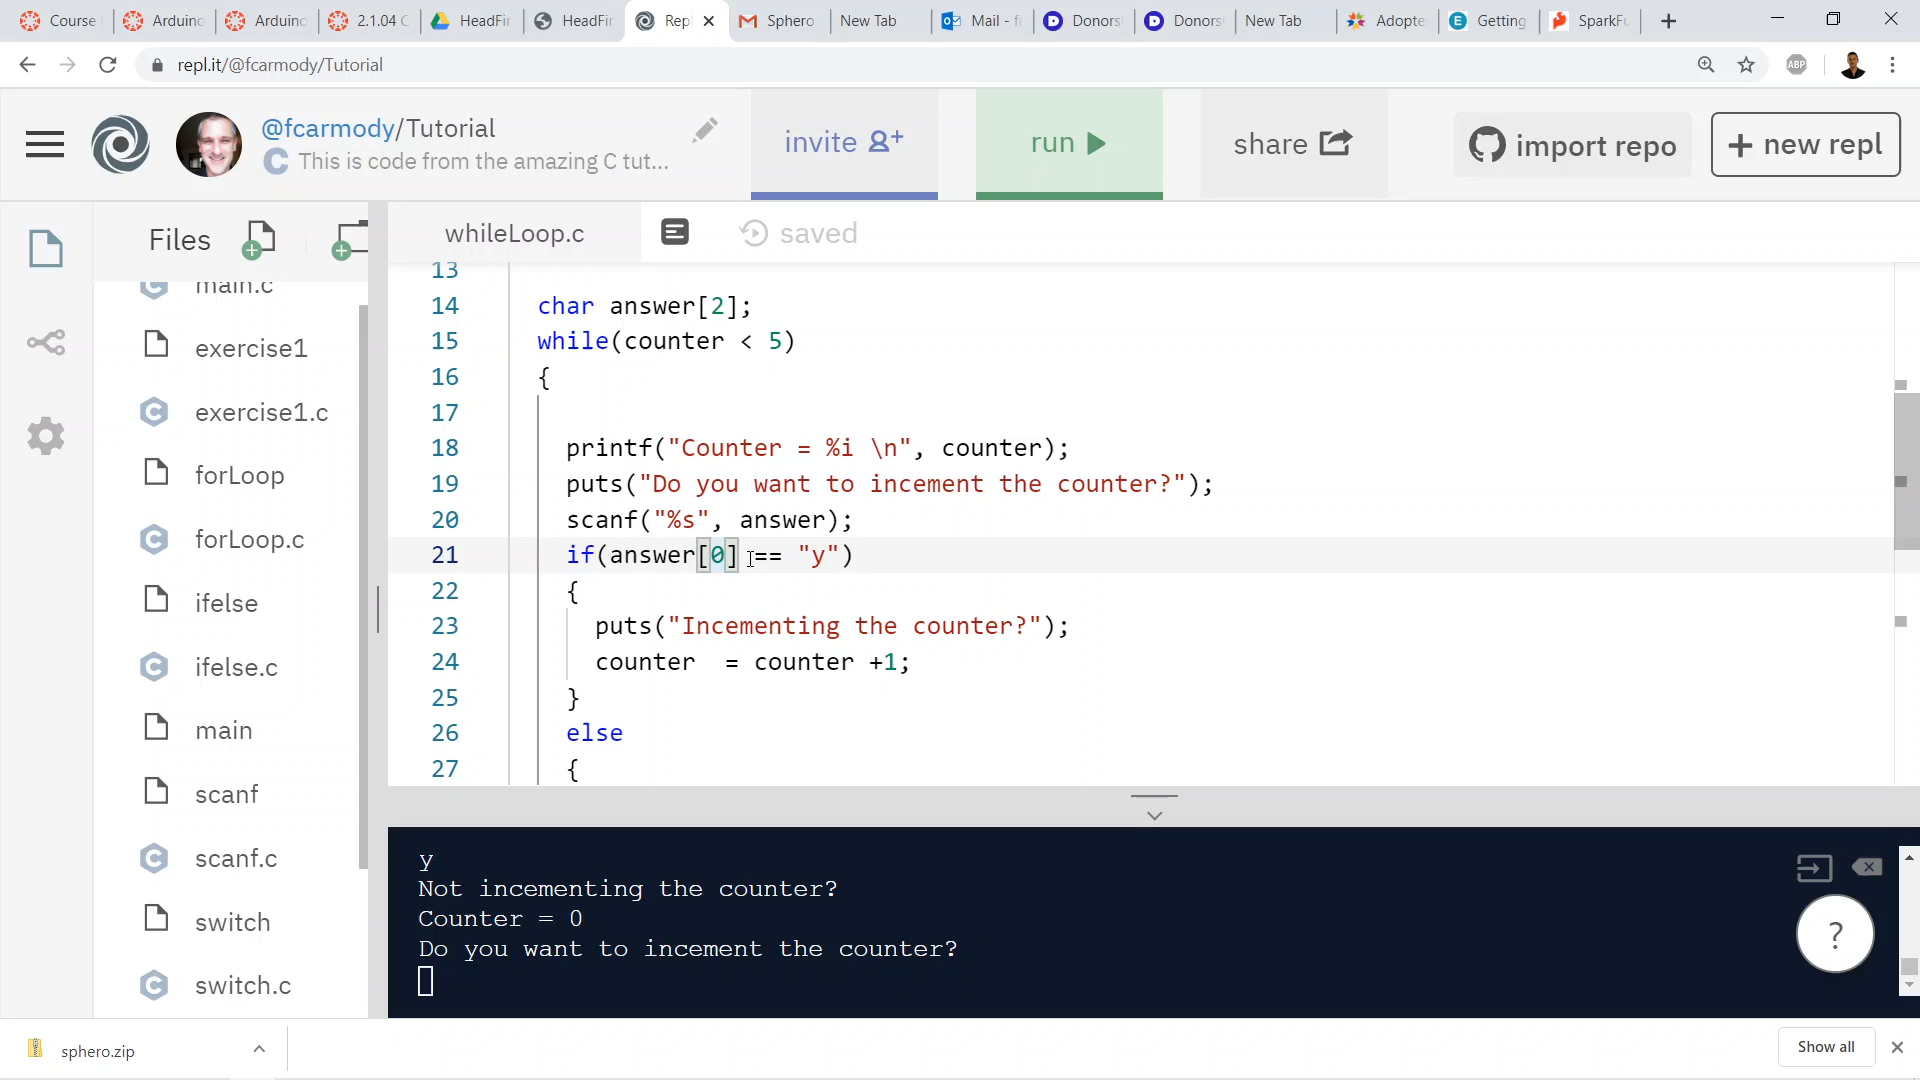 Course
Arduino
Arduino
2.1.04 C
HeadFir
HeadFir
Repl
Sphero
New Tab
Mail - f
Donors
Donors
New Tab
Adopte
Getting
SparkFu
repl.it/@fcarmody/Tutorial
ABP
@fcarmody/Tutorial
This is code from the amazing C tut...
invite
run
share
import repo
+ new repl
Files
main.c
exercise1
exercise1.c
forLoop
forLoop.c
ifelse
ifelse.c
main
scanf
scanf.c
switch
switch.c
whileLoop.c
saved
13
14 char answer[2];
15 while(counter < 5)
16 {
17
18 printf("Counter = %i \n", counter);
19 puts("Do you want to incement the counter?");
20 scanf("%s", answer);
21 if(answer[0] == "y")
22 {
23 puts("Incementing the counter?");
24 counter  = counter +1;
25 }
26 else
27 {
y
Not incementing the counter?
Counter = 0
Do you want to incement the counter?
?
sphero.zip
Show all